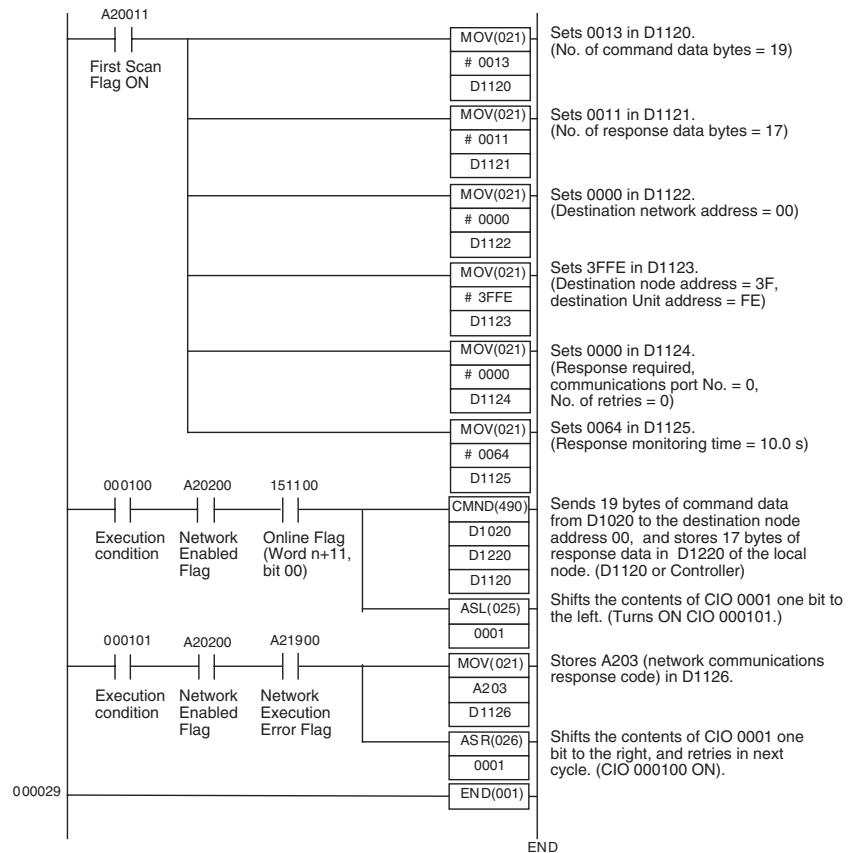 A20011
First Scan
Flag ON
MOV(021)
# 0013
D1120
Sets 0013 in D1120.
(No. of command data bytes = 19)
MOV(021)
# 0011
D1121
Sets 0011 in D1121.
(No. of response data bytes = 17)
MOV(021)
# 0000
D1122
Sets 0000 in D1122.
(Destination network address = 00)
MOV(021)
# 3FFE
D1123
Sets 3FFE in D1123.
(Destination node address = 3F,
destination Unit address = FE)
MOV(021)
# 0000
D1124
Sets 0000 in D1124.
(Response required,
communications port No. = 0,
No. of retries = 0)
MOV(021)
# 0064
D1125
Sets 0064 in D1125.
(Response monitoring time = 10.0 s)
000100 A20200 151100
Execution
condition
Network
Enabled
Flag
Online Flag
(Word n+11,
bit 00)
CMND(490)
D1020
D1220
D1120
Sends 19 bytes of command data
from D1020 to the destination node
address 00, and stores 17 bytes of
response data in D1220 of the local
node. (D1120 or Controller)
ASL(025)
0001
Shifts the contents of CIO 0001 one bit to
the left. (Turns ON CIO 000101.)
000101 A20200 A21900
Execution
condition
Network
Enabled
Flag
Network
Execution
Error Flag
MOV(021)
A203
D1126
Stores A203 (network communications
response code) in D1126.
ASR(026)
0001
Shifts the contents of CIO 0001 one
bit to the right, and retries in next
cycle. (CIO 000100 ON).
000029
END(001)
END